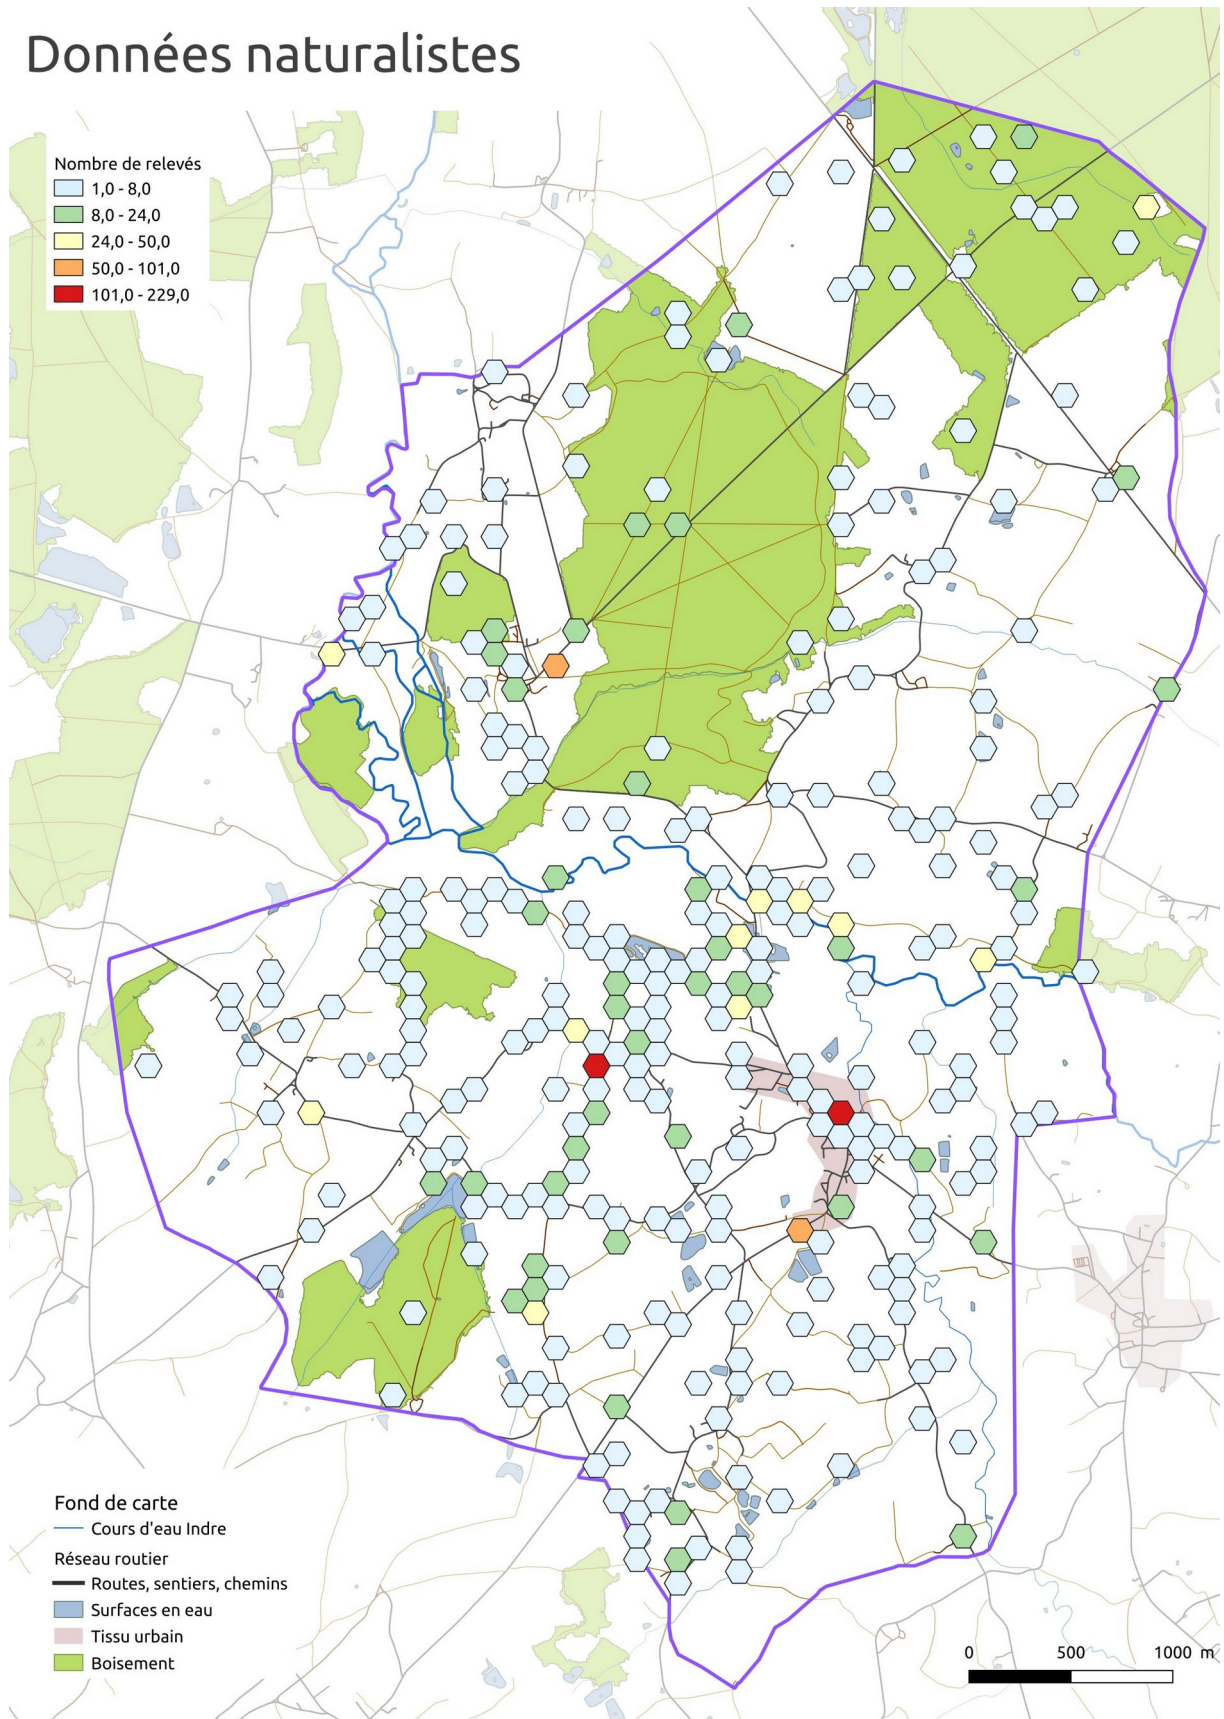 Données naturalistes
Nombre de relevés
1,0 - 8,0
8,0 - 24,0
24,0 - 50,0
50,0 - 101,0
101,0 - 229,0
Fond de carte
Cours d'eau Indre
Réseau routier
Routes, sentiers, chemins
Surfaces en eau
Tissu urbain
Boisement
0 500 1000 m